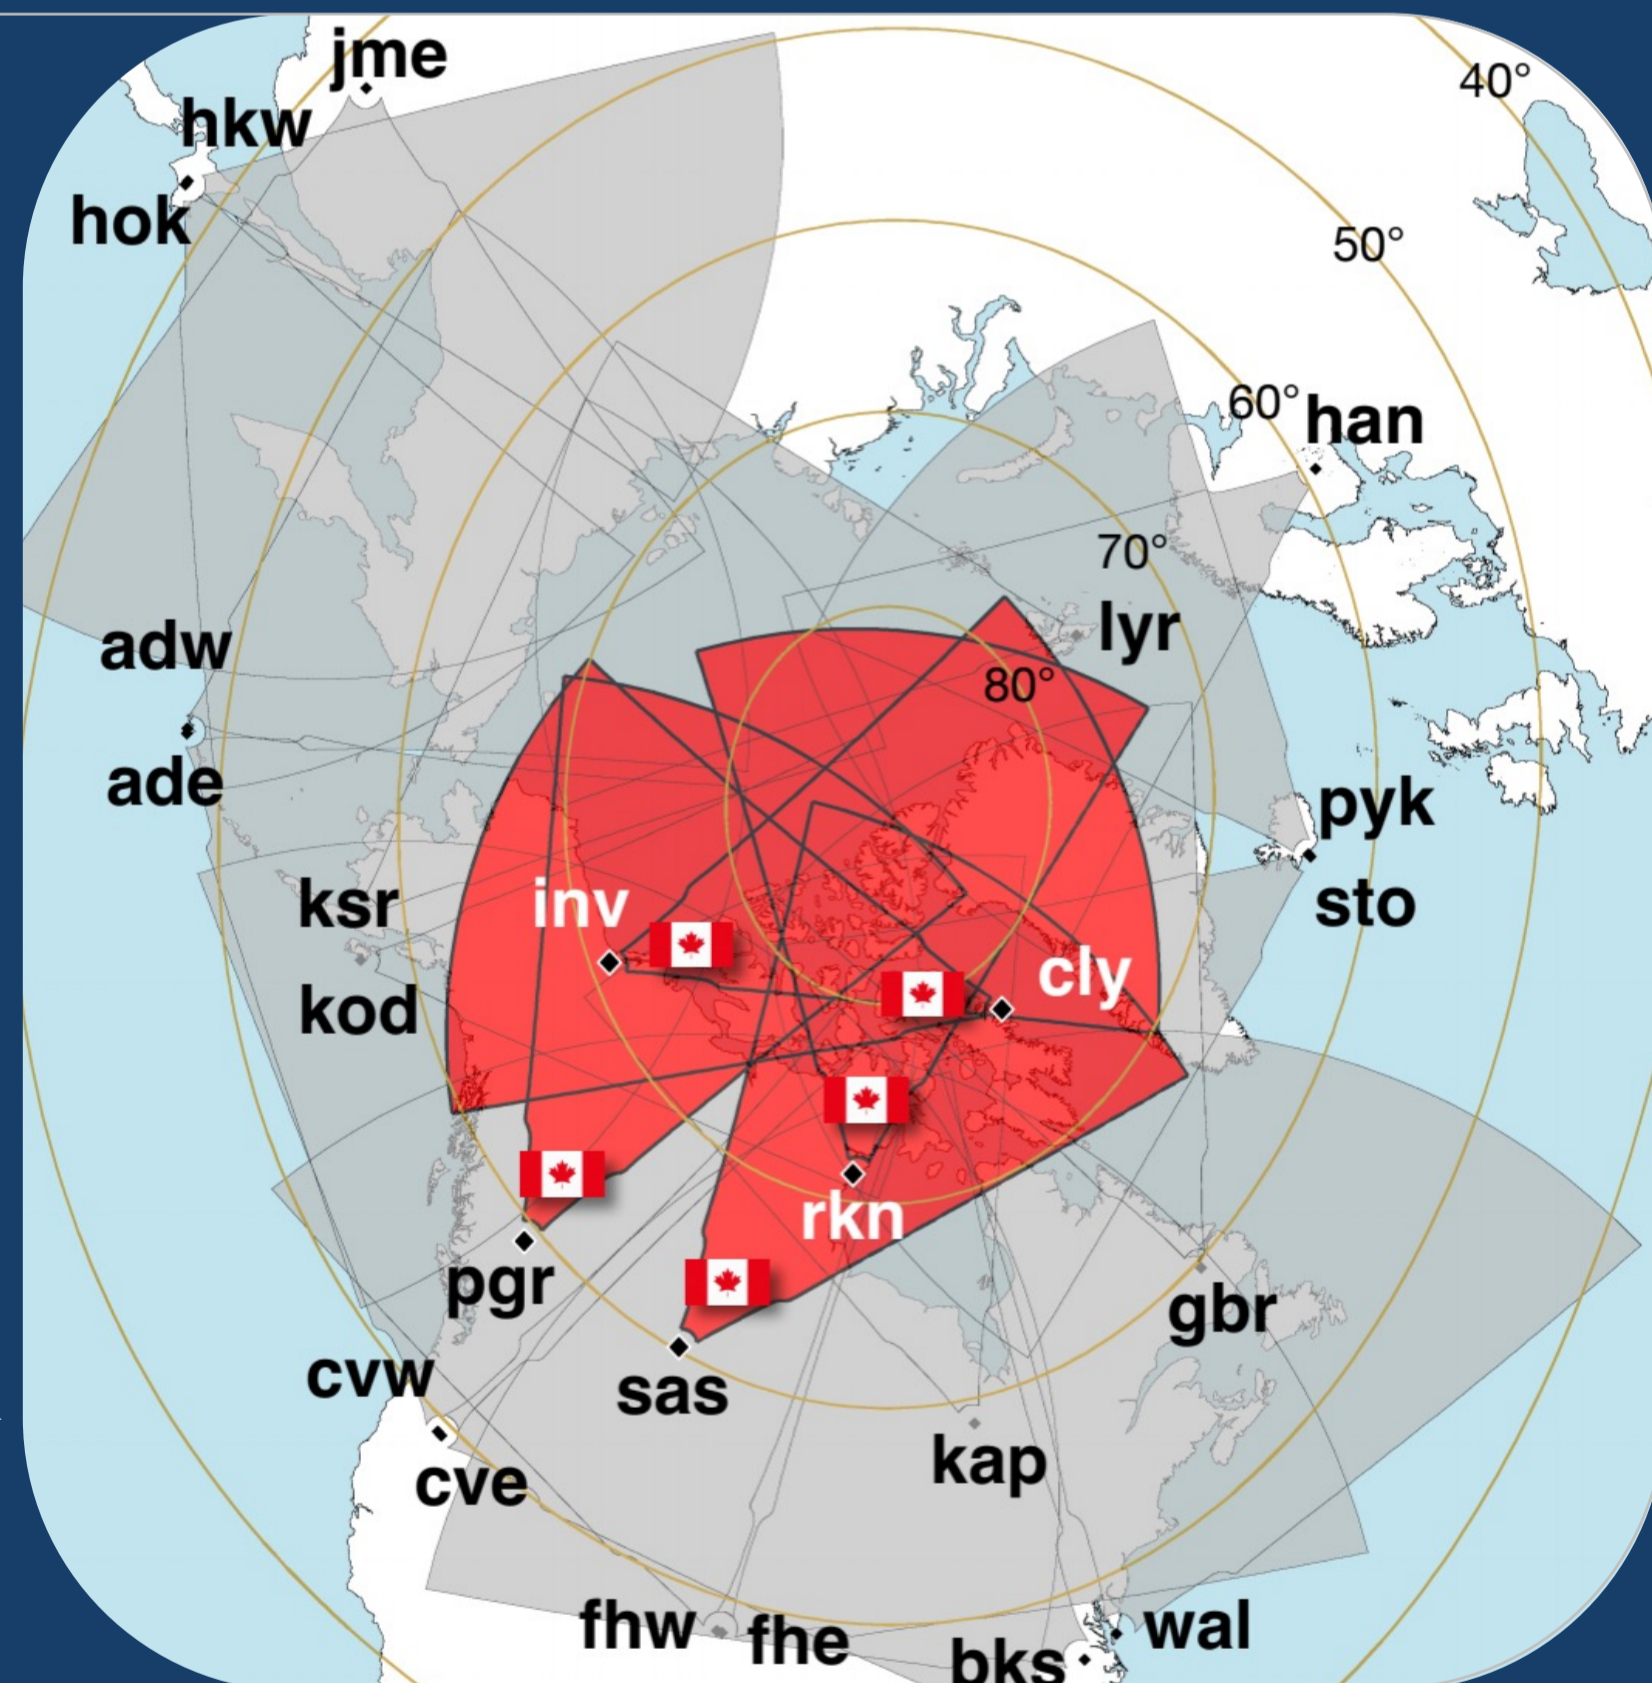 jme
40°
hkw
hok
50°
60°
han
70°
lyr
adw
80°
ade
pyk
ksr
inv
sto
cly
kod
rkn
pgr
gbr
cvw
sas
kap
cve
fhw
fhe
wal
bks